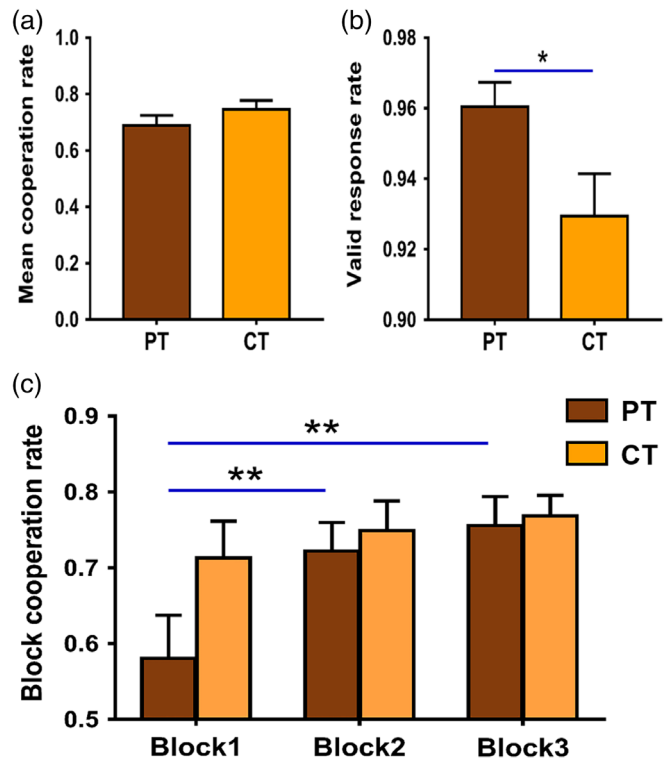 (a)
Mean cooperation rate
1.0
0.8
0.6
0.4
0.2
0.0
PT CT
(b)
Valid response rate
0.98
0.96
0.94
0.92
0.90
*
PT CT
(c)
Block cooperation rate
0.9
0.8
0.7
0.6
0.5
**
**
PT
CT
Block1 Block2 Block3